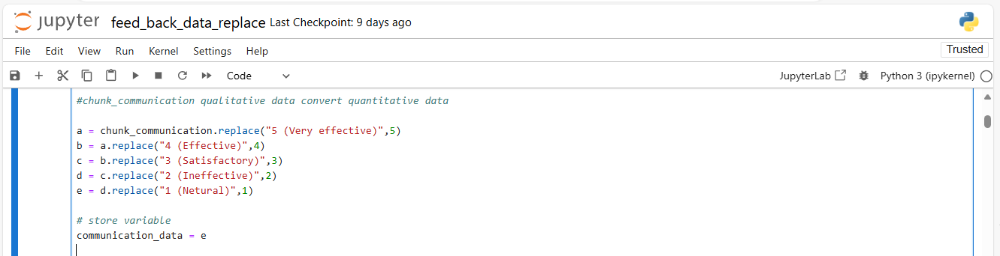 jupyter feed_back_data_replace Last Checkpoint: 9 days ago
File Edit View Run Kernel Settings Help Trusted
Code JupyterLab Python 3 (ipykernel)
#chunk_communication qualitative data convert quantitative data
a = chunk_communication.replace("5 (Very effective)",5)
b = a.replace("4 (Effective)",4)
c = b.replace("3 (Satisfactory)",3)
d = c.replace("2 (Ineffective)",2)
e = d.replace("1 (Netural)",1)
# store variable
communication_data = e